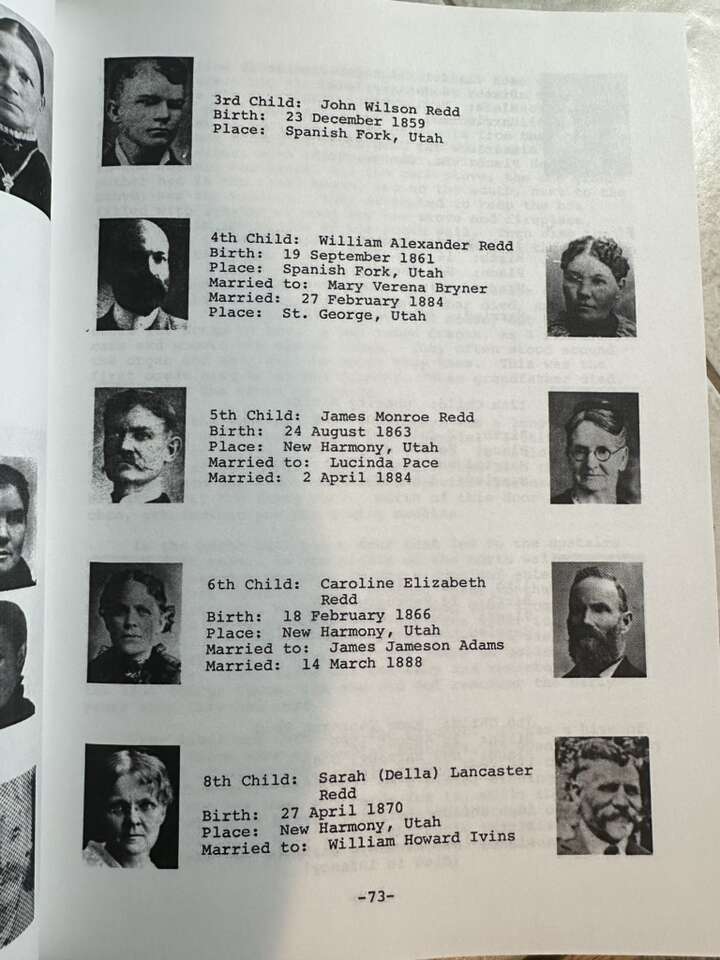 3rd Child: John Wilson Redd
Birth: 23 December 1859
Place: Spanish Fork, Utah
4th Child: William Alexander Redd
Birth: 19 September 1861
Place: Spanish Fork, Utah
Married to: Mary Verena Bryner
Married: 27 February 1884
Place: St. George, Utah
5th Child: James Monroe Redd
Birth: 24 August 1863
Place: New Harmony, Utah
Married to: Lucinda Pace
Married: 2 April 1884
6th Child: Caroline Elizabeth
Redd
Birth: 18 February 1866
Place: New Harmony, Utah
Married to: James Jameson Adams
Married: 14 March 1888
8th Child: Sarah (Della) Lancaster
Redd
Birth: 27 April 1870
Place: New Harmony, Utah
Married to: William Howard Ivins
-73-